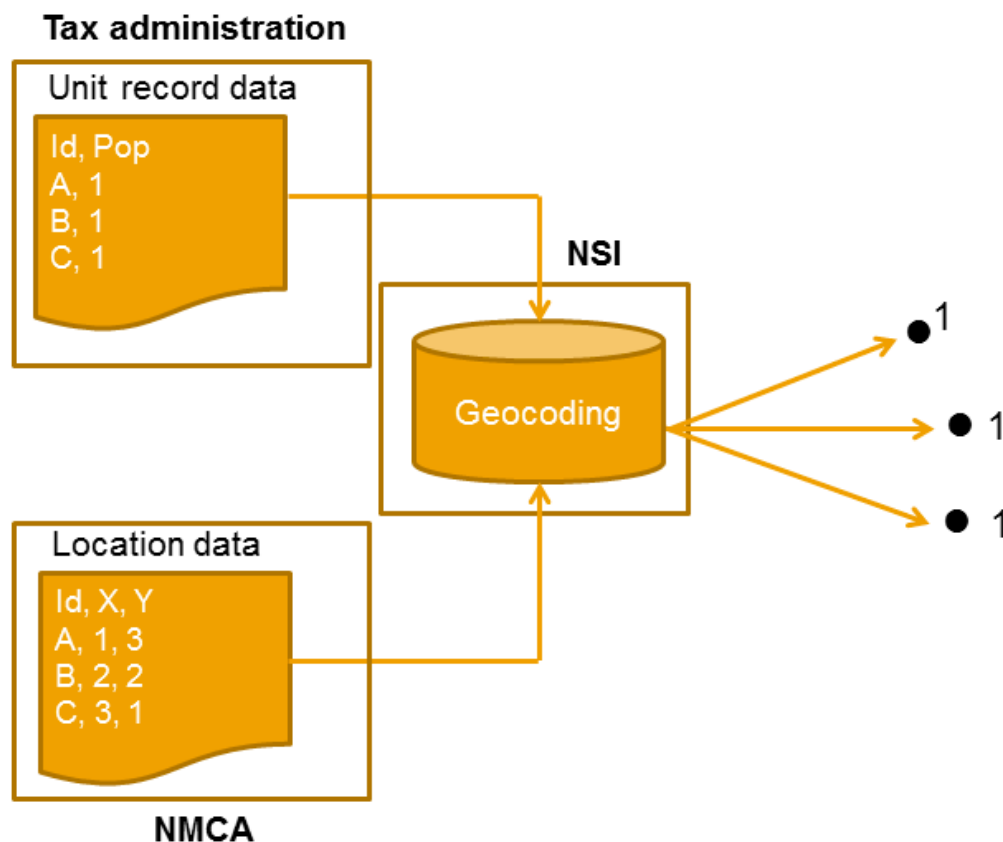 Tax administration
Unit record data
Id, Pop
A, 1
B, 1
C, 1
NSI
Geocoding
1
1
1
Location data
Id, X, Y
A, 1, 3
B, 2, 2
C, 3, 1
NMCA